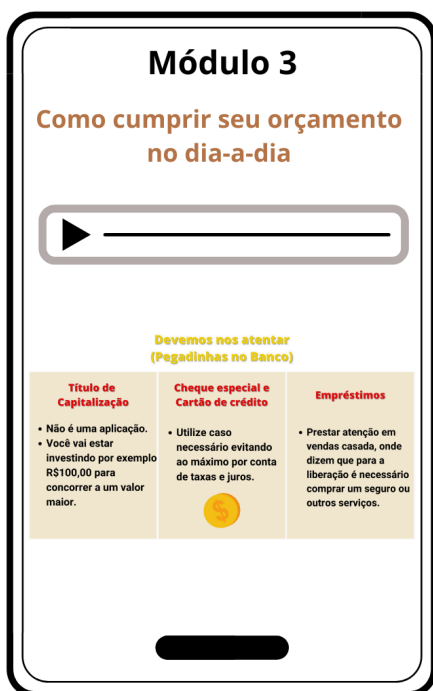 Módulo 3
Como cumprir seu orçamento
no dia-a-dia
Devemos nos atentar
(Pegadinhas no Banco)
Título de
Capitalização
• Não é uma aplicação.
• Você vai estar
investindo por exemplo
R$100,00 para
concorrer a um valor
maior.
Cheque especial e
Cartão de crédito
• Utilize caso
necessário evitando
ao máximo por conta
de taxas e juros.
$
Empréstimos
• Prestar atenção em
vendas casada, onde
dizem que para a
liberação é necessário
comprar um seguro ou
outros serviços.